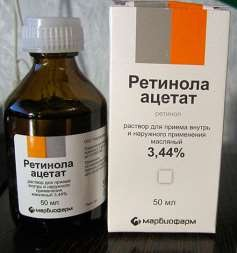 Ретинола
ацетат
раствор для приема
внутрь и наружного
применения
масляный 3,44%
50 мл
марбиофарм
Ретинола
ацетат
ретинол
раствор для приема внутрь
и наружного применения
масляный
3,44%
50 мл
марбиофарм